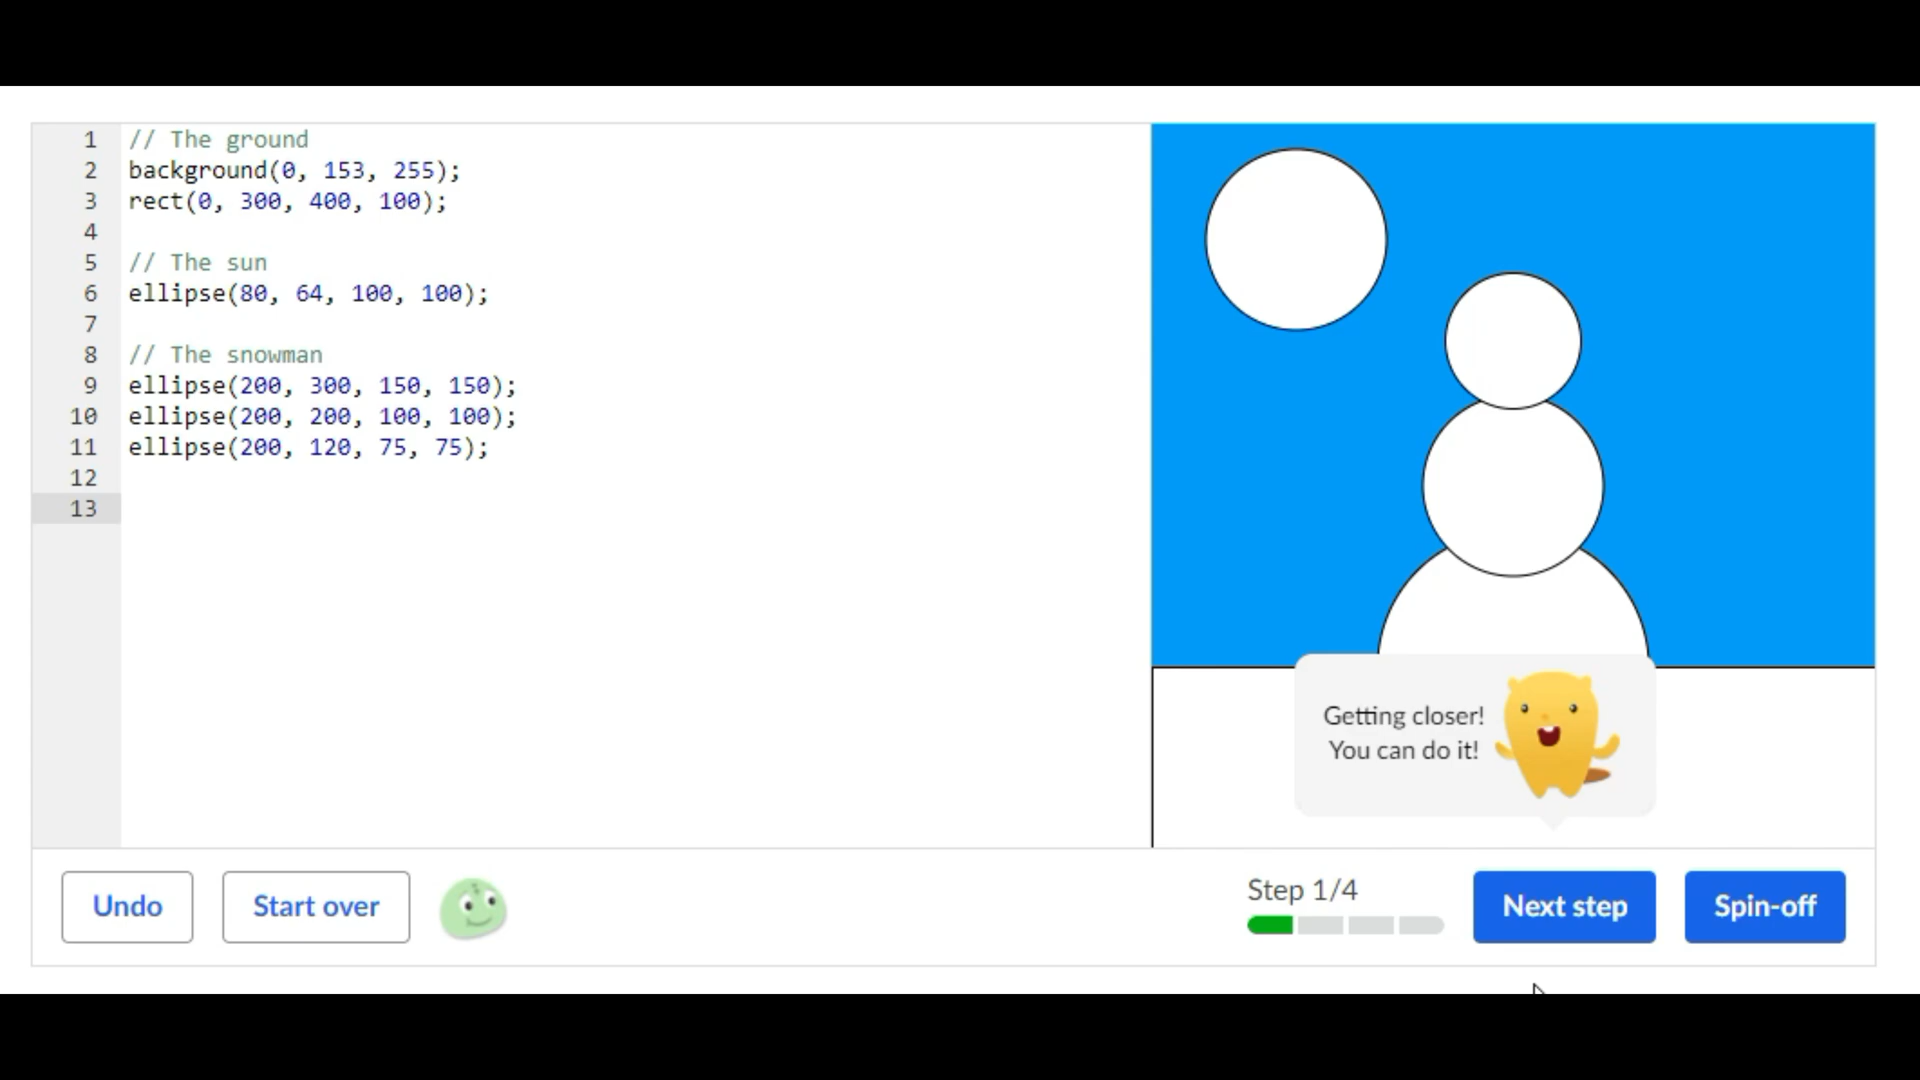 1 // The ground
2 background(0, 153, 255);
3 rect(0, 300, 400, 100);
4
5 // The sun
6 ellipse(80, 64, 100, 100);
7
8 // The snowman
9 ellipse(200, 300, 150, 150);
10 ellipse(200, 200, 100, 100);
11 ellipse(200, 120, 75, 75);
12
13
Getting closer!
You can do it!
Undo
Start over
Step 1/4
Next step
Spin-off